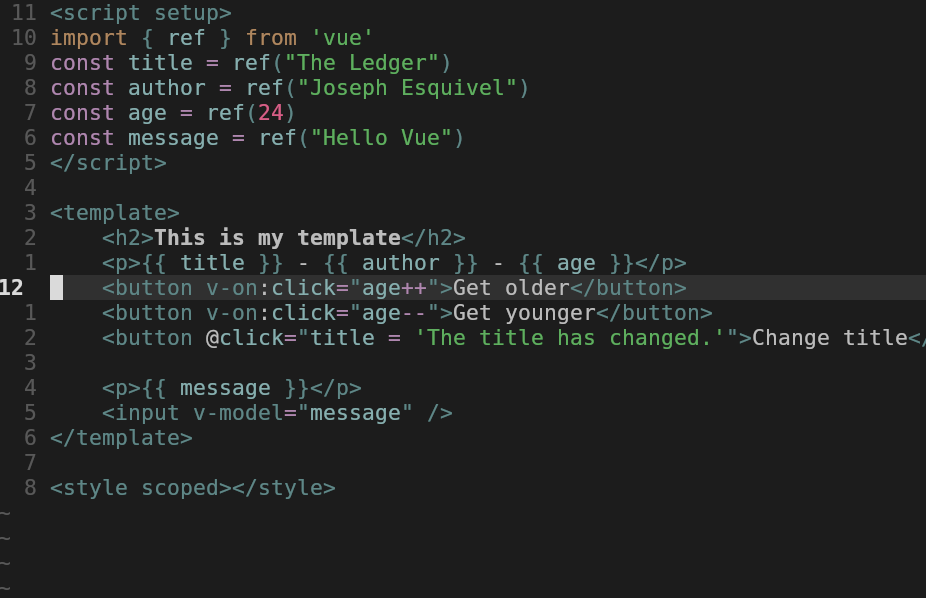 11 <script setup>
10 import { ref } from 'vue'
9 const title = ref("The Ledger")
8 const author = ref("Joseph Esquivel")
7 const age = ref(24)
6 const message = ref("Hello Vue")
5 </script>
4
3 <template>
2     <h2>This is my template</h2>
1     <p>{{ title }} - {{ author }} - {{ age }}</p>
12     <button v-on:click="age++">Get older</button>
1     <button v-on:click="age--">Get younger</button>
2     <button @click="title = 'The title has changed.'">Change title</
3
4     <p>{{ message }}</p>
5     <input v-model="message" />
6 </template>
7
8 <style scoped></style>
~
~
~
~